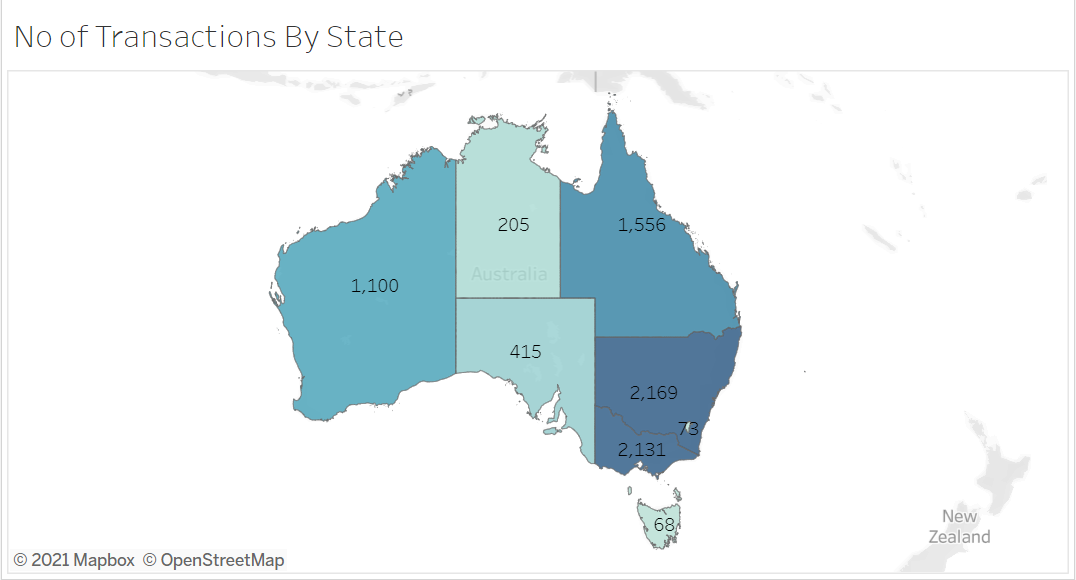 No of Transactions By State
205
1,556
Australia
1,100
415
2,169
73
2,131
68
New
Zealand
© 2021 Mapbox © OpenStreetMap